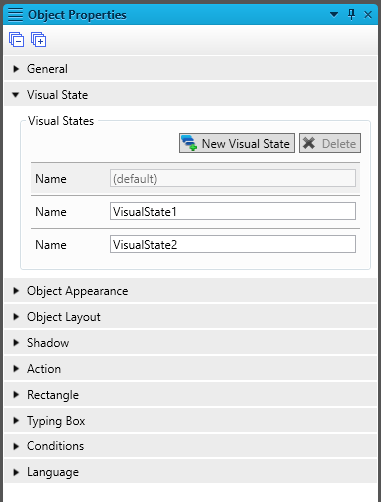 Object Properties
General
Visual State
Visual States
New Visual State Delete
Name (default)
Name VisualState1
Name VisualState2
Object Appearance
Object Layout
Shadow
Action
Rectangle
Typing Box
Conditions
Language